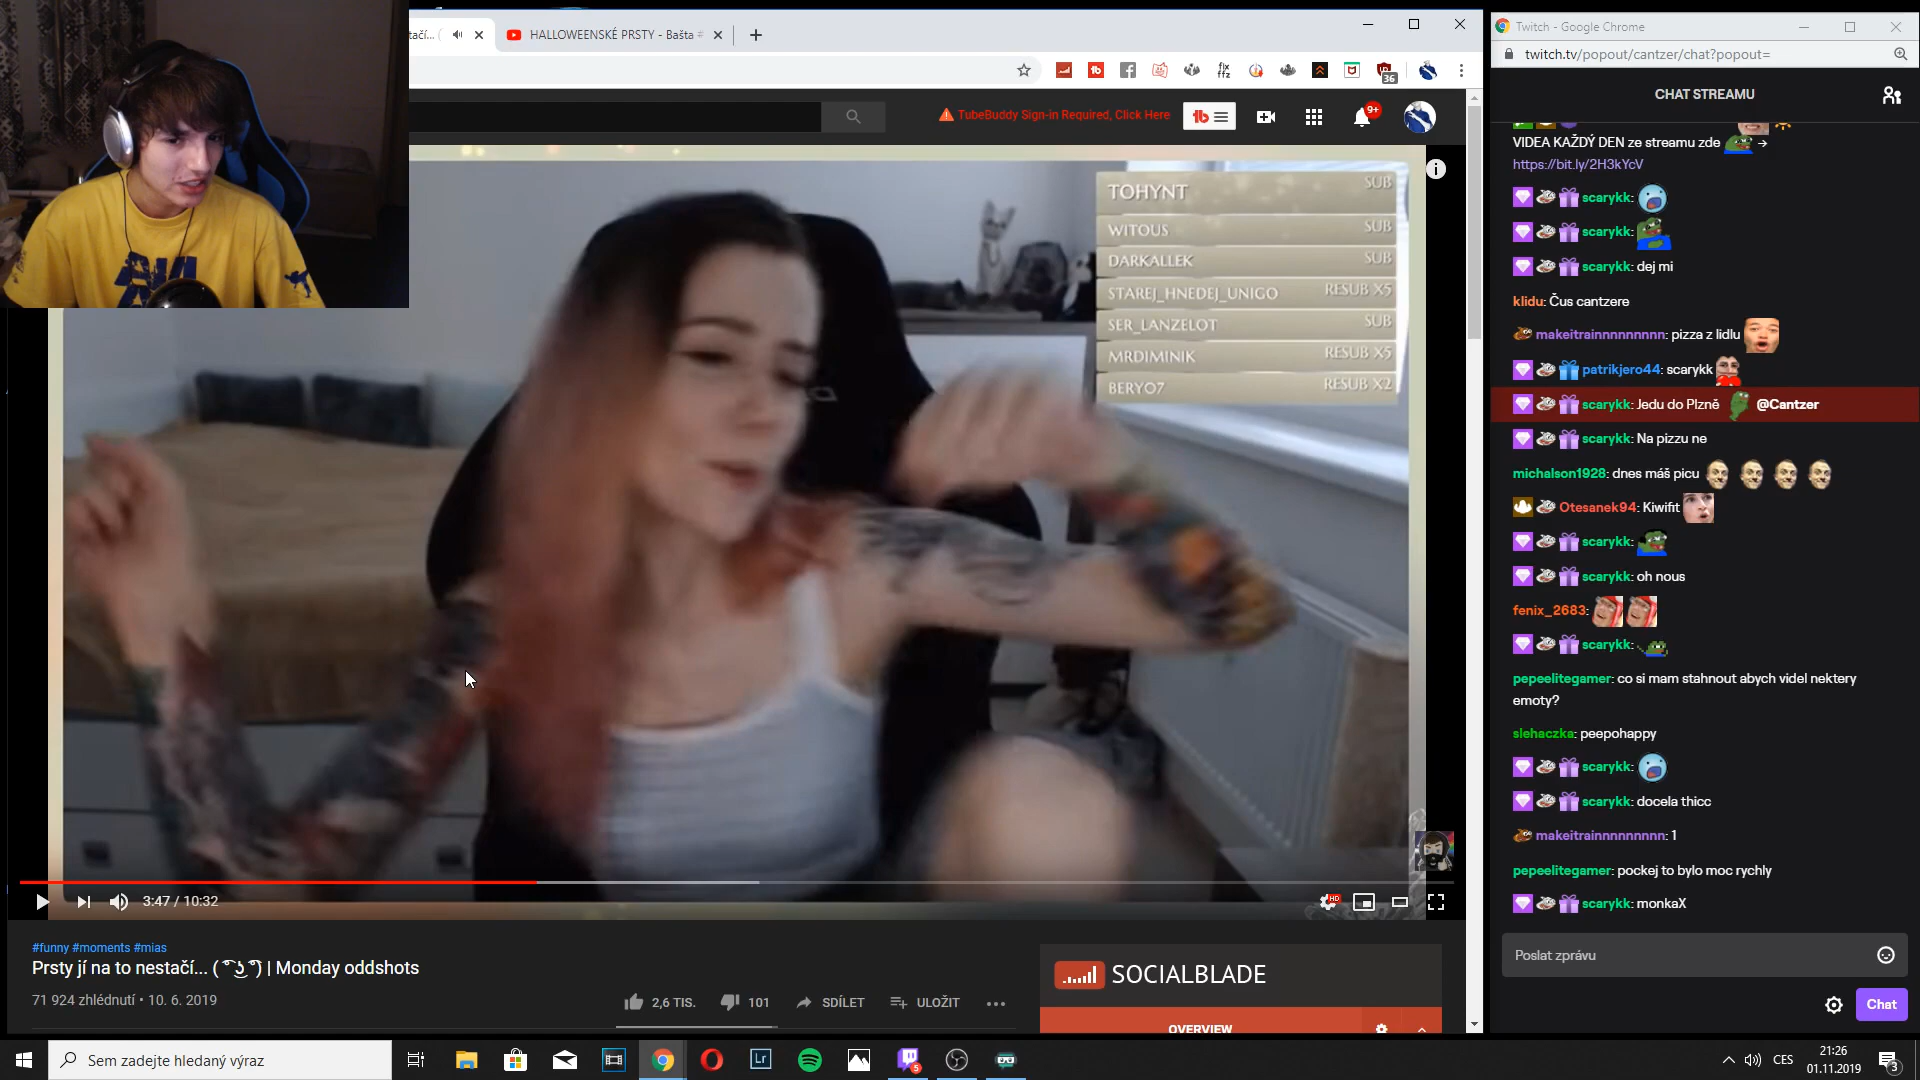 tačí... (
HALLOWEENSKÉ PRSTY - Bašta #
36
TubeBuddy Sign-in Required, Click Here
9+
TOHYNT SUB
WITOUS SUB
DARKALLEK SUB
STAREJ_HNEDEJ_UNIGO RESUB X5
SER_LANZELOT SUB
MRDIMINIK RESUB X5
BERYO7 RESUB X2
3:47 / 10:32
HD
#funny #moments #mias
Prsty jí na to nestačí... ( ͡° ͜ʖ ͡°) | Monday oddshots
71 924 zhlédnutí • 10. 6. 2019
2,6 TIS.
101
SDÍLET
ULOŽIT
SOCIALBLADE
OVERVIEW
Twitch - Google Chrome
twitch.tv/popout/cantzer/chat?popout=
CHAT STREAMU
VIDEA KAŽDÝ DEN ze streamu zde →
https://bit.ly/2H3kYcV
scarykk:
scarykk:
scarykk: dej mi
klidu: Čus cantzere
makeitrainnnnnnnnn: pizza z lidlu
patrikjero44: scarykk
scarykk: Jedu do Plzně @Cantzer
scarykk: Na pizzu ne
michalson1928: dnes máš picu
Otesanek94: Kiwifit
scarykk:
scarykk: oh nous
fenix_2683:
scarykk:
pepeelitegamer: co si mam stahnout abych videl nektery
emoty?
slehaczka: peepohappy
scarykk:
scarykk: docela thicc
makeitrainnnnnnnnn: 1
pepeelitegamer: pockej to bylo moc rychly
scarykk: monkaX
Poslat zprávu
Chat
Sem zadejte hledaný výraz
Lr
5
CES
21:26
01.11.2019
3